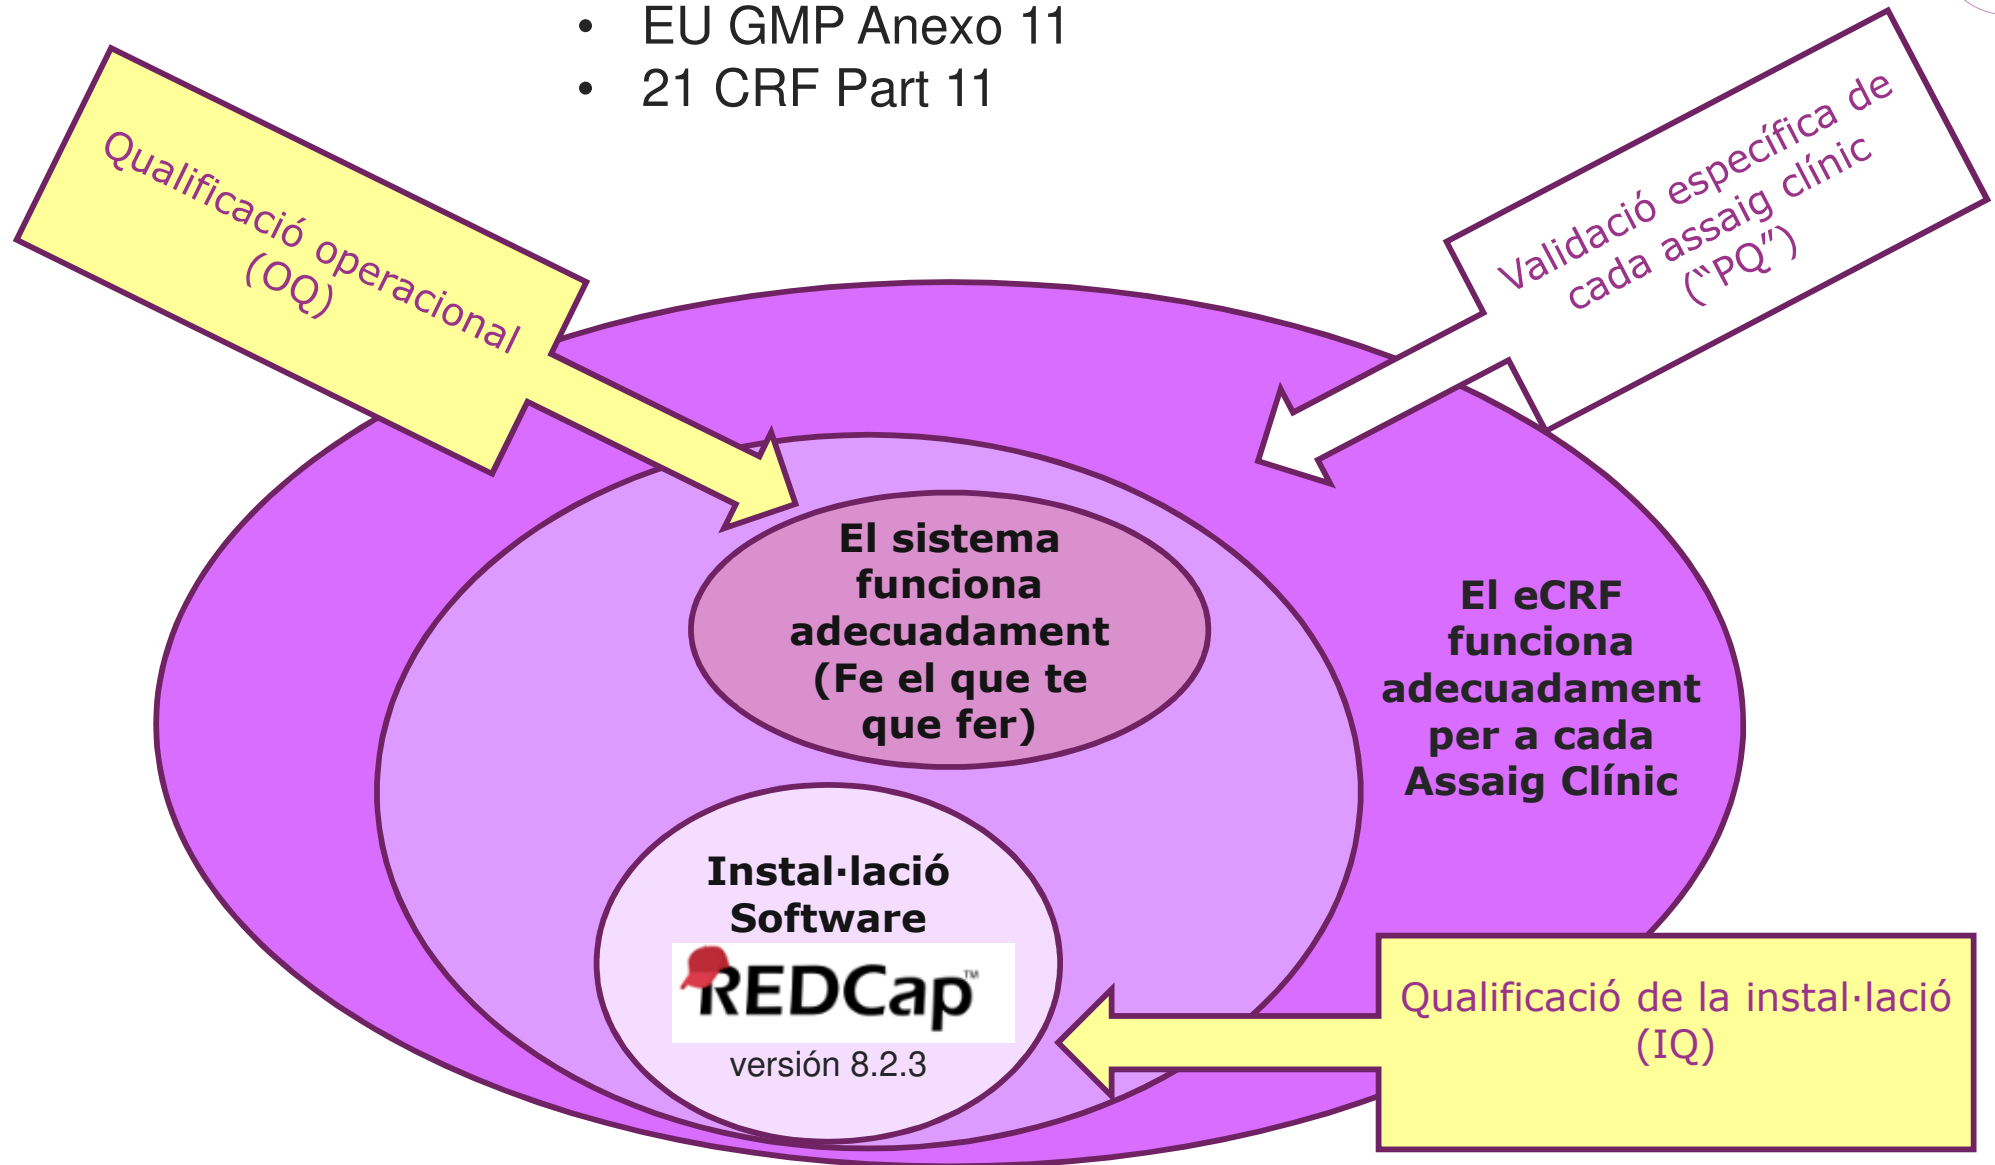 • EU GMP Anexo 11
• 21 CRF Part 11
Qualificació operacional
(OQ)
Validació específica de
cada assaig clínic
(“PQ”)
El sistema
funciona
adecuadament
(Fe el que te
que fer)
El eCRF
funciona
adecuadament
per a cada
Assaig Clínic
Instal·lació
Software
REDCap™
versión 8.2.3
Qualificació de la instal·lació
(IQ)